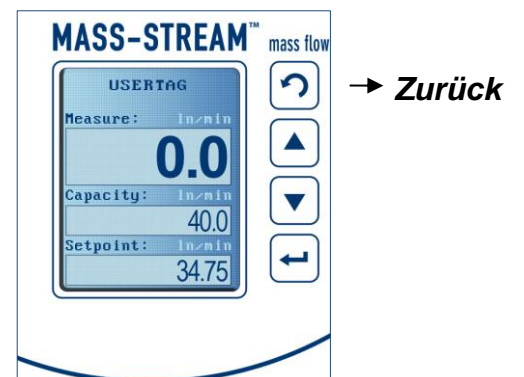 MASS-STREAM™ mass flow
USERTAG
Measure: ln/min
0.0
Capacity: ln/min
40.0
Setpoint: ln/min
34.75
→ Zurück